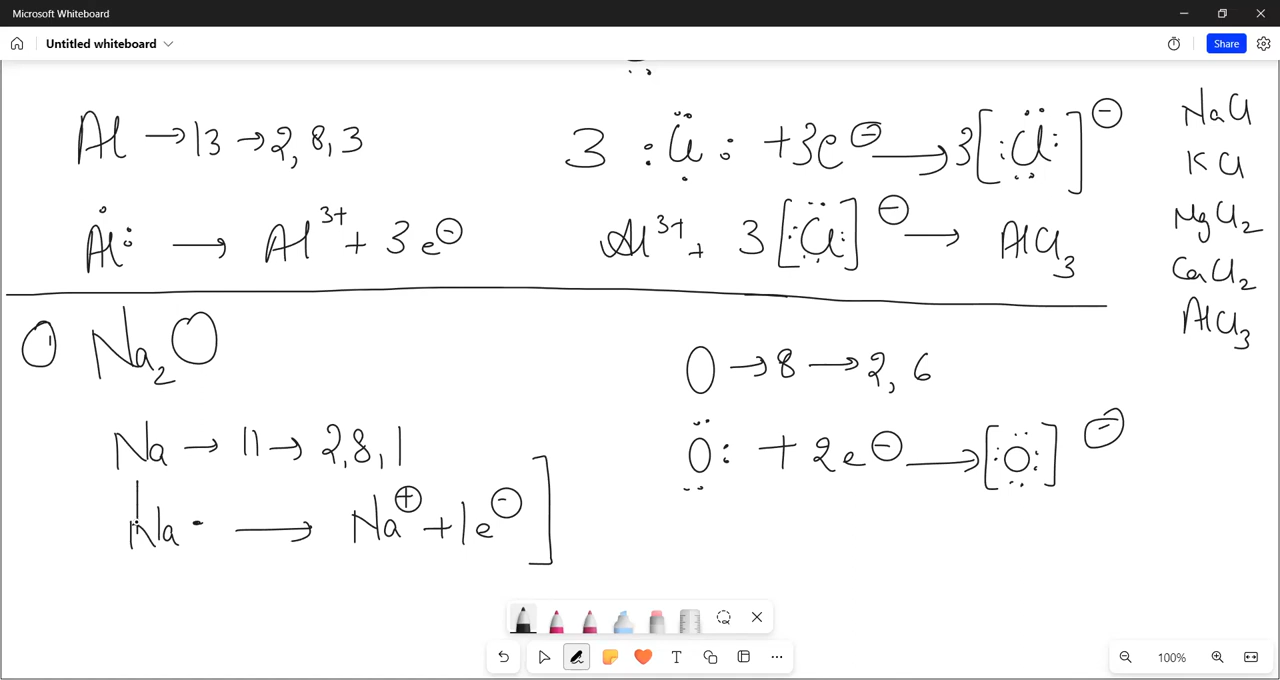 Microsoft Whiteboard
Untitled whiteboard
Share
Al → 13 → 2, 8, 3
Al → Al³⁺ + 3e⊖
3 Cl + 3e⊖ → 3[Cl]⊖
Al³⁺ + 3[Cl]⊖ → AlCl₃
NaCl
KCl
MgCl₂
CaCl₂
AlCl₃
O Na₂O
Na → 11 → 2,8,1
Na· → Na⊕ + 1e⊖]
O → 8 → 2, 6
O + 2e⊖ → [O]⊖
100%